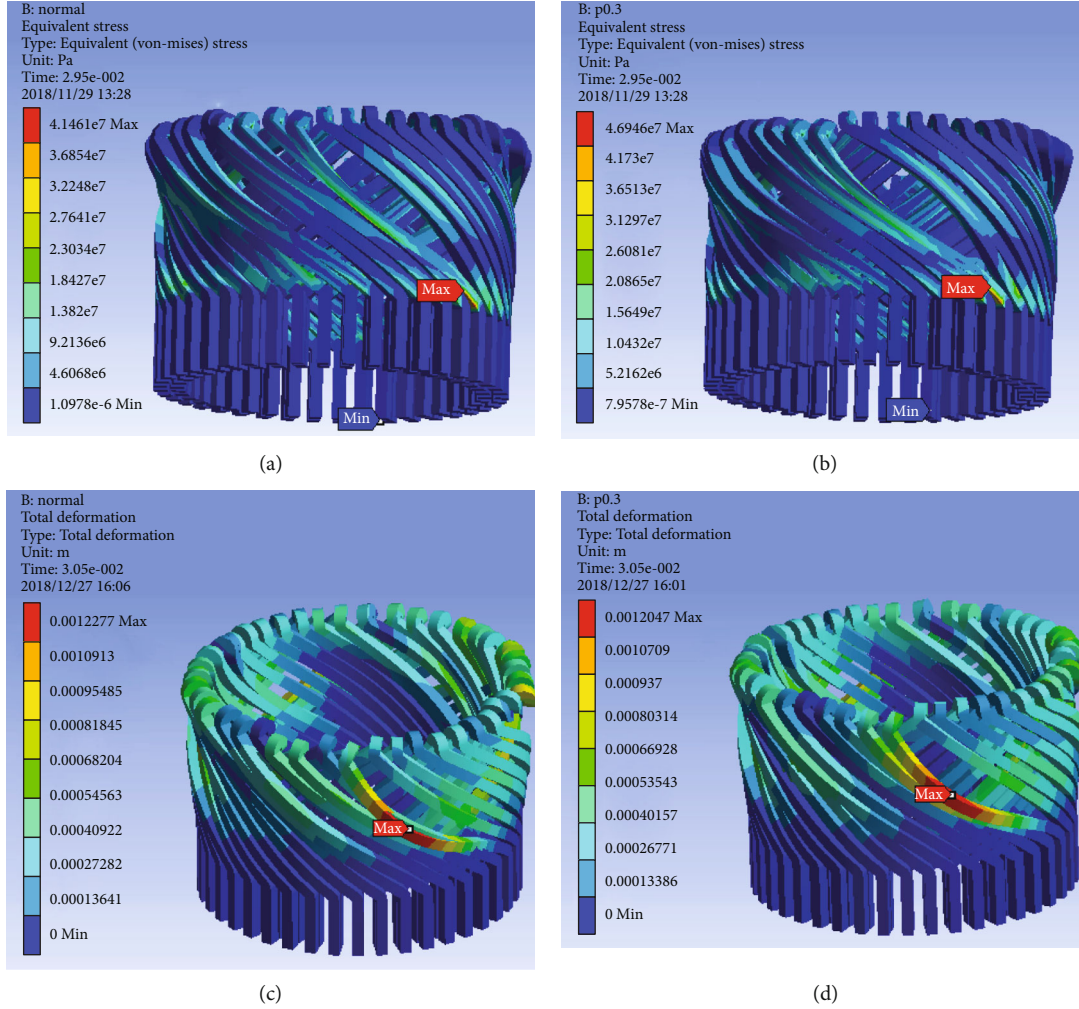 B: normal
Equivalent stress
Type: Equivalent (von-mises) stress
Unit: Pa
Time: 2.95e-002
2018/11/29 13:28
4.1461e7 Max
3.6854e7
3.2248e7
2.7641e7
2.3034e7
1.8427e7
1.382e7
9.2136e6
4.6068e6
1.0978e-6 Min
Max
Min
(a)
B: p0.3
Equivalent stress
Type: Equivalent (von-mises) stress
Unit: Pa
Time: 2.95e-002
2018/11/29 13:28
4.6946e7 Max
4.173e7
3.6513e7
3.1297e7
2.6081e7
2.0865e7
1.5649e7
1.0432e7
5.2162e6
7.9578e-7 Min
Max
Min
(b)
B: normal
Total deformation
Type: Total deformation
Unit: m
Time: 3.05e-002
2018/12/27 16:06
0.0012277 Max
0.0010913
0.00095485
0.00081845
0.00068204
0.00054563
0.00040922
0.00027282
0.00013641
0 Min
Max
(c)
B: p0.3
Total deformation
Type: Total deformation
Unit: m
Time: 3.05e-002
2018/12/27 16:01
0.0012047 Max
0.0010709
0.000937
0.00080314
0.00066928
0.00053543
0.00040157
0.00026771
0.00013386
0 Min
Max
(d)